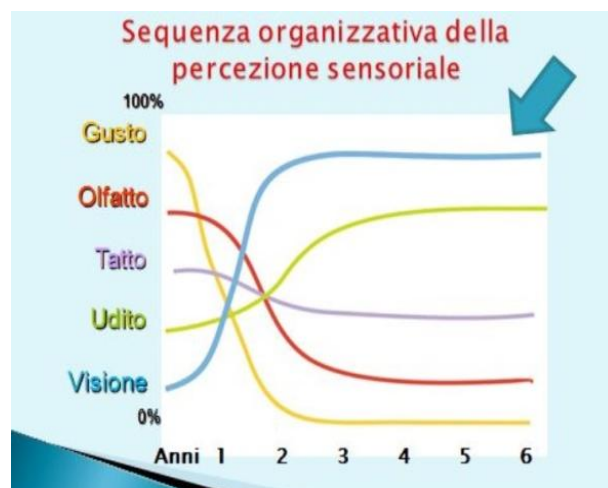 Sequenza organizzativa della
percezione sensoriale
100%
Gusto
Olfatto
Tatto
Udito
Visione
0%
Anni 1 2 3 4 5 6